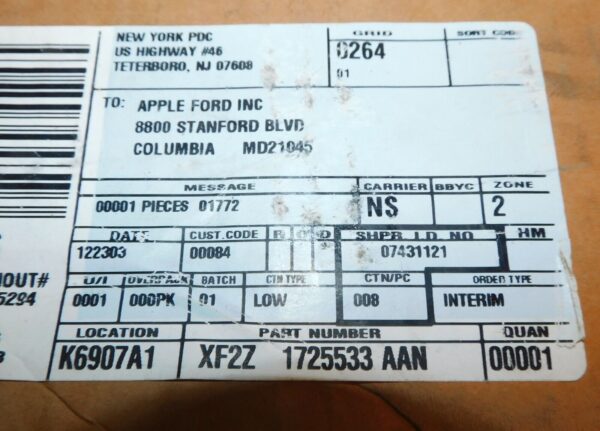 NEW YORK PDC
US HIGHWAY #46
TETERBORO, NJ 07608
GRID
0264
01
SORT CODE
TO: APPLE FORD INC
8800 STANFORD BLVD
COLUMBIA MD21045
MESSAGE
00001 PIECES 01772
CARRIER
NS
BBYC
ZONE
2
DATE
122303
CUST.CODE
00084
R O D
SHPR I.D. NO.
07431121
HM
HOUT#
5294
O/T
0001
OVERPACK
000PK
BATCH
01
CTN TYPE
LOW
CTN/PC
008
ORDER TYPE
INTERIM
LOCATION
K6907A1
PART NUMBER
XF2Z 1725533 AAN
QUAN
00001